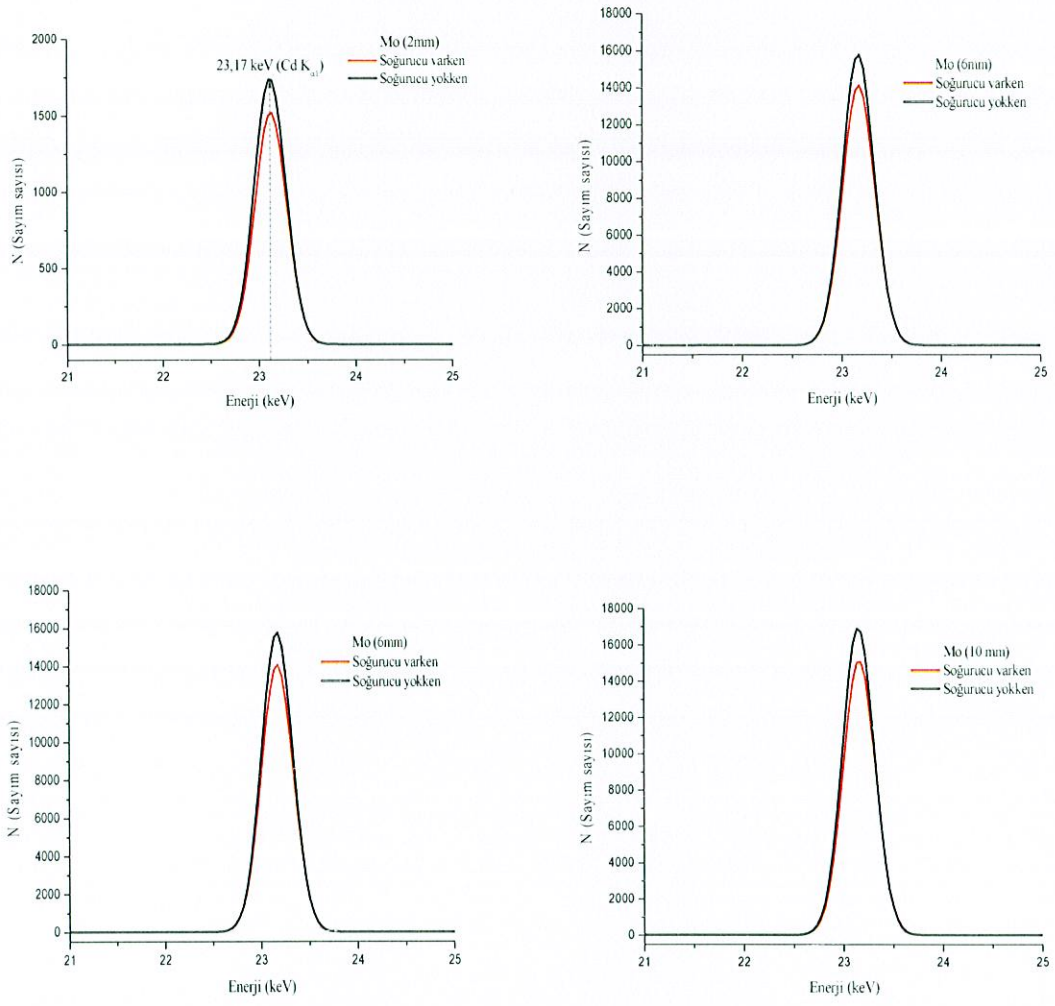 Mo (2mm)
23,17 keV (Cd Kα1)
Soğurucu varken
Soğurucu yokken
2000
1500
1000
500
0
N (Sayım sayısı)
21 22 23 24 25
Enerji (keV)
Mo (6mm)
Soğurucu varken
Soğurucu yokken
18000
16000
14000
12000
10000
8000
6000
4000
2000
0
N (Sayım sayısı)
21 22 23 24 25
Enerji (keV)
Mo (6mm)
Soğurucu varken
Soğurucu yokken
18000
16000
14000
12000
10000
8000
6000
4000
2000
0
N (Sayım sayısı)
21 22 23 24 25
Enerji (keV)
Mo (10 mm)
Soğurucu varken
Soğurucu yokken
18000
16000
14000
12000
10000
8000
6000
4000
2000
0
N (Sayım sayısı)
21 22 23 24 25
Enerji (keV)